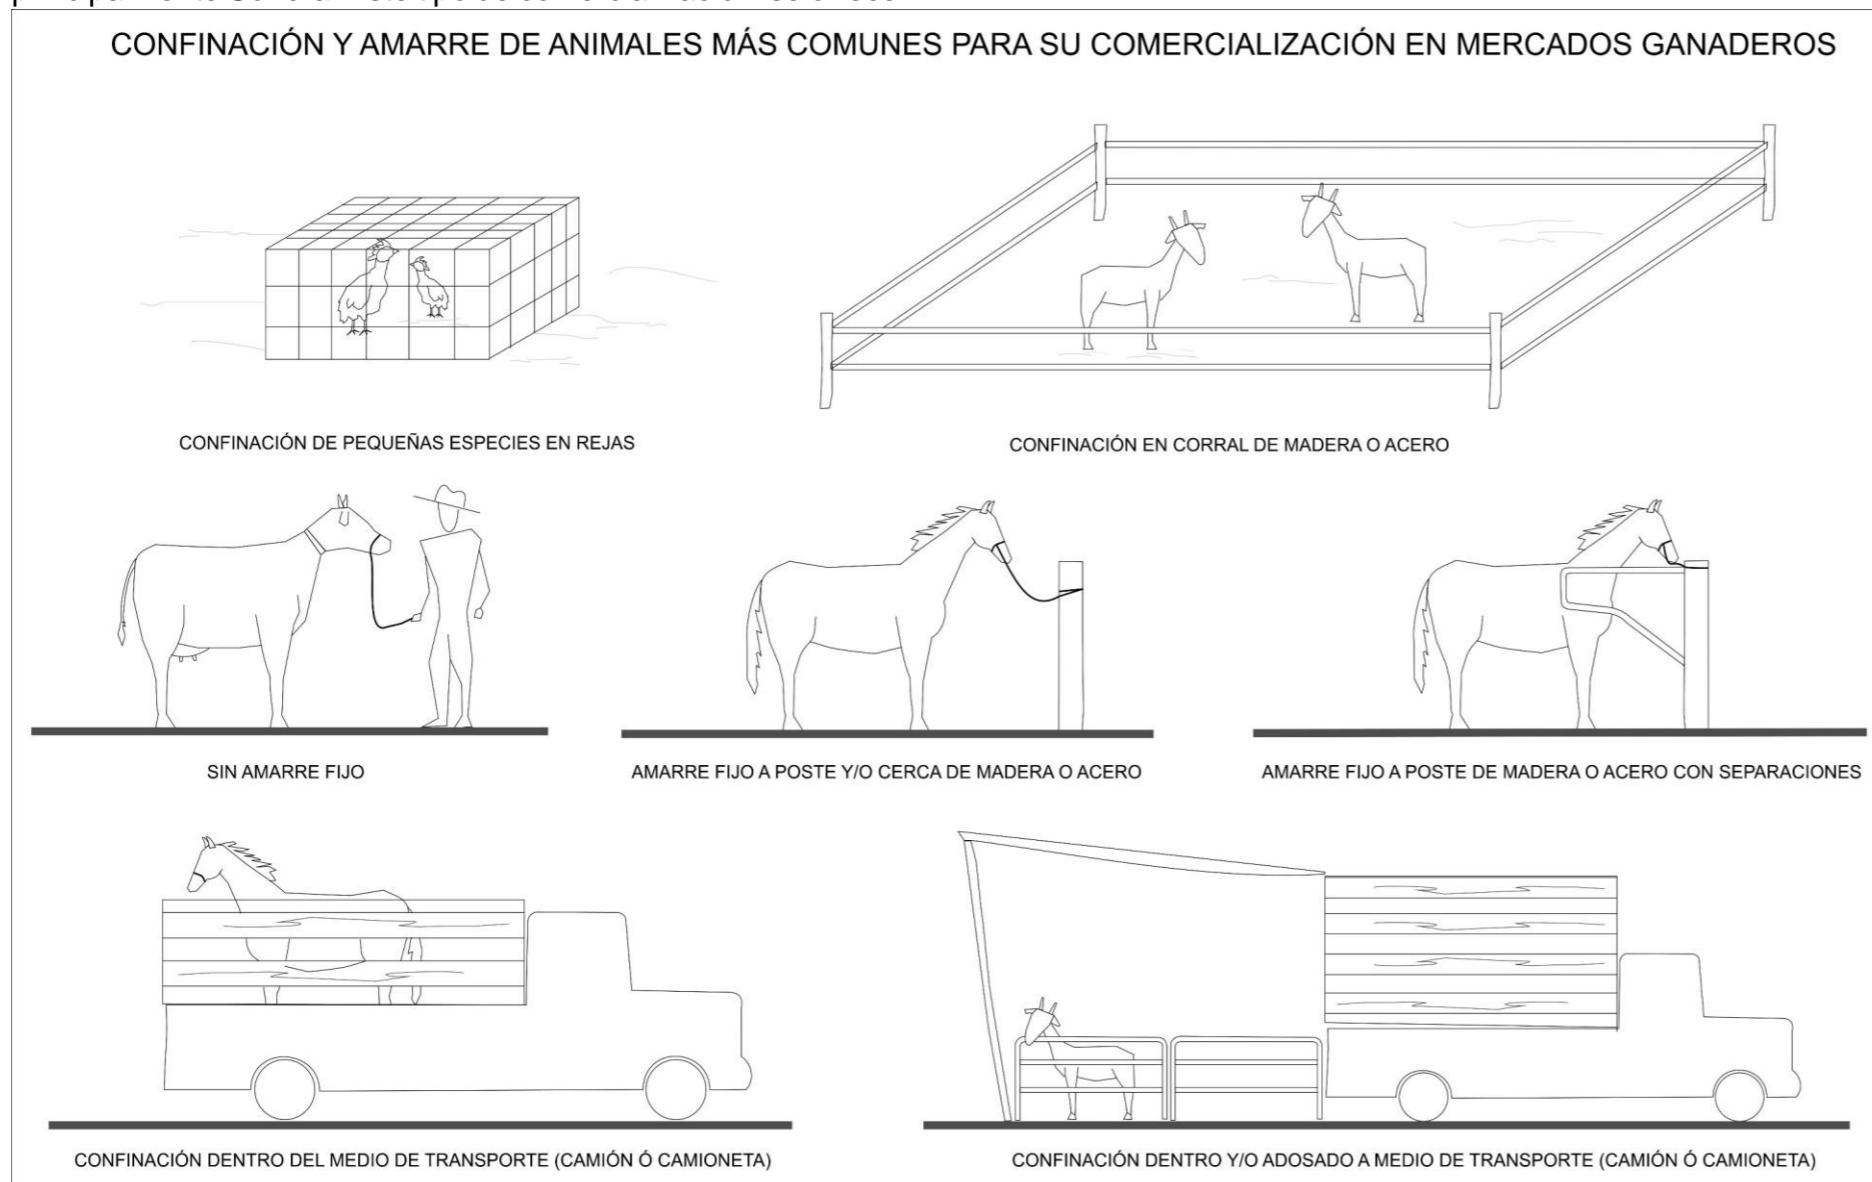 CONFINACIÓN Y AMARRE DE ANIMALES MÁS COMUNES PARA SU COMERCIALIZACIÓN EN MERCADOS GANADEROS
CONFINACIÓN DE PEQUEÑAS ESPECIES EN REJAS
CONFINACIÓN EN CORRAL DE MADERA O ACERO
SIN AMARRE FIJO
AMARRE FIJO A POSTE Y/O CERCA DE MADERA O ACERO
AMARRE FIJO A POSTE DE MADERA O ACERO CON SEPARACIONES
CONFINACIÓN DENTRO DEL MEDIO DE TRANSPORTE (CAMIÓN Ó CAMIONETA)
CONFINACIÓN DENTRO Y/O ADOSADO A MEDIO DE TRANSPORTE (CAMIÓN Ó CAMIONETA)